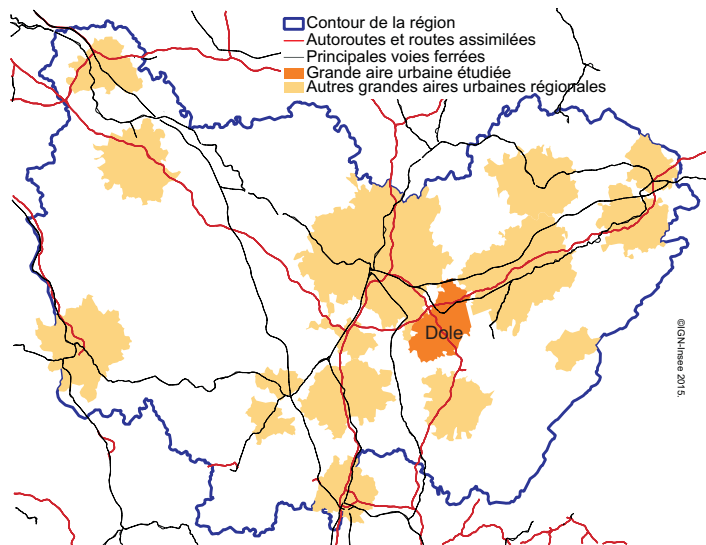 Contour de la région
Autoroutes et routes assimilées
Principales voies ferrées
Grande aire urbaine étudiée
Autres grandes aires urbaines régionales
Dole
©IGN-Insee 2015.